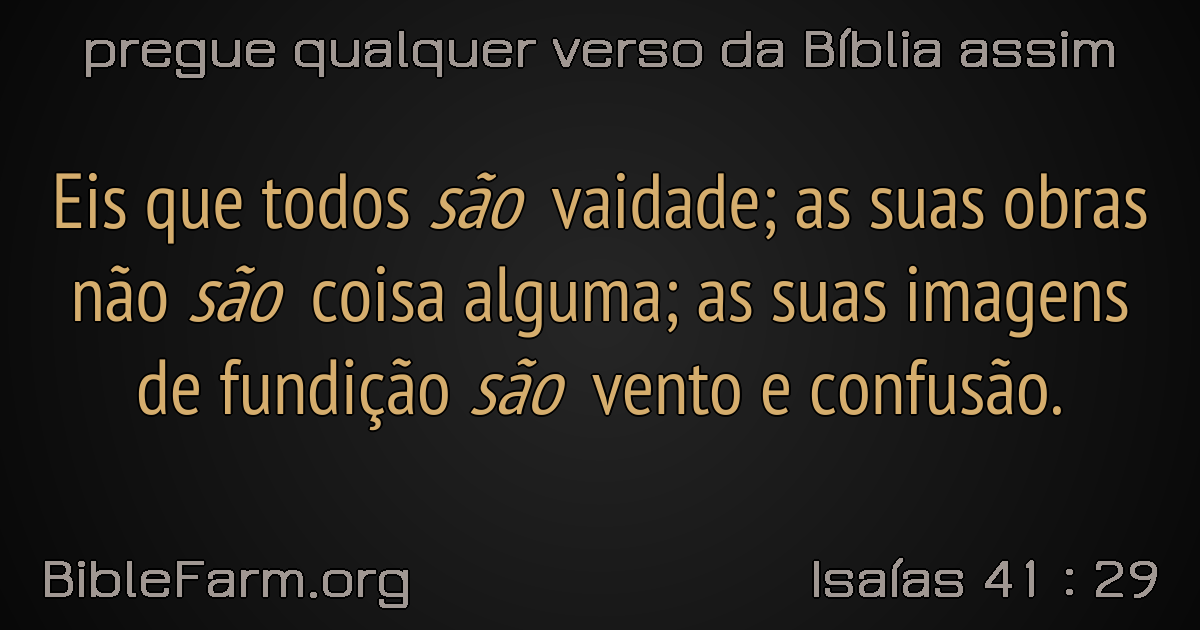 pregue qualquer verso da Bíblia assim
Eis que todos são vaidade; as suas obras
não são coisa alguma; as suas imagens
de fundição são vento e confusão.
BibleFarm.org
Isaías 41 : 29